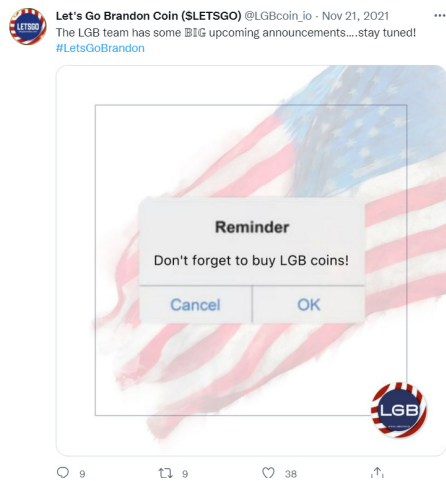 Let's Go Brandon Coin ($LETSGO) @LGBcoin_io · Nov 21, 2021
The LGB team has some 𝔹𝕀𝔾 upcoming announcements....stay tuned!
#LetsGoBrandon
LETSGO
Reminder
Don't forget to buy LGB coins!
Cancel OK
LGB
9 9 38